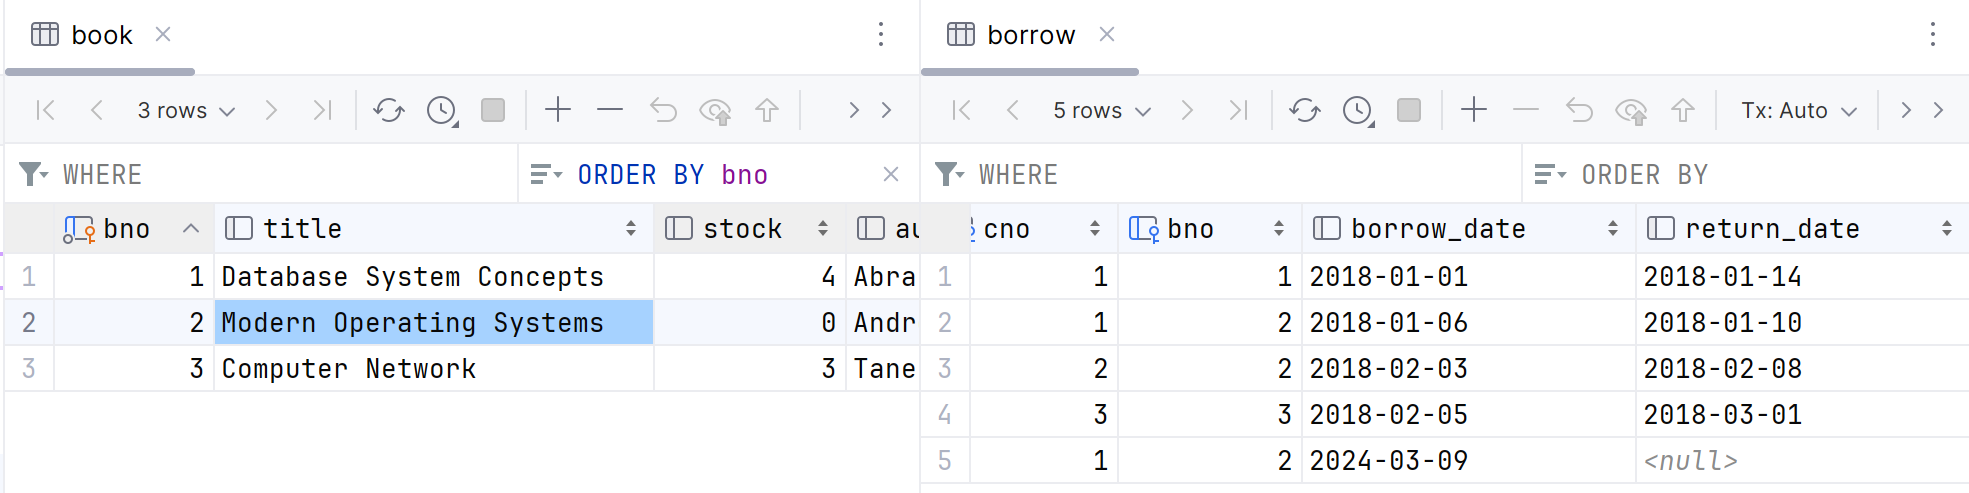 book
3 rows
WHERE
ORDER BY bno
bno title stock au
1 1 Database System Concepts 4 Abra
2 2 Modern Operating Systems 0 Andr
3 3 Computer Network 3 Tane
borrow
5 rows Tx: Auto
WHERE
ORDER BY
cno bno borrow_date return_date
1 1 1 2018-01-01 2018-01-14
2 1 2 2018-01-06 2018-01-10
3 2 2 2018-02-03 2018-02-08
4 3 3 2018-02-05 2018-03-01
5 1 2 2024-03-09 <null>